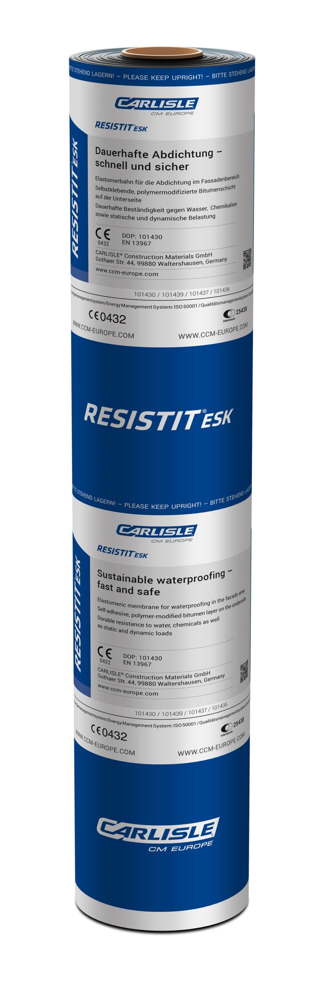 BITTE STEHEND LAGERN! – PLEASE KEEP UPRIGHT! – BITTE STEHEND LAGERN
CARLISLE
CM EUROPE
RESISTIT® ESK
RESISTIT® ESK
Dauerhafte Abdichtung –
schnell und sicher
Elastomerbahn für die Abdichtung im Fassadenbereich
Selbstklebende, polymermodifizierte Bitumenschicht
auf der Unterseite
Dauerhafte Beständigkeit gegen Wasser, Chemikalien
sowie statische und dynamische Belastung
CE
0432
DOP: 101430
EN 13967
CARLISLE® Construction Materials GmbH
Gothaer Str. 44, 99880 Waltershausen, Germany
www.ccm-europe.com
101430 / 101439 / 101437 / 101436
Energiemanagementsystem/Energy Management System: ISO 50001 / Qualitätsmanagementsystem/
CE0432
interseroh
25438
WWW.CCM-EUROPE.COM
WWW.CCM-EUROPE.COM
RESISTIT® ESK
BITTE STEHEND LAGERN! – PLEASE KEEP UPRIGHT! – BITTE STEHEND LAGERN
CARLISLE
CM EUROPE
RESISTIT® ESK
RESISTIT® ESK
Sustainable waterproofing –
fast and safe
Elastomeric membrane for waterproofing in the facade area
Self-adhesive, polymer-modified bitumen layer on the underside
Durable resistance to water, chemicals as well
as static and dynamic loads
CE
0432
DOP: 101430
EN 13967
CARLISLE® Construction Materials GmbH
Gothaer Str. 44, 99880 Waltershausen, Germany
www.ccm-europe.com
101430 / 101439 / 101437 / 101436
Energiemanagementsystem/Energy Management System: ISO 50001 / Qualitätsmanagementsystem/
CE0432
interseroh
25438
WWW.CCM-EUROPE.COM
WWW.CCM-EUROPE.COM
CARLISLE
CM EUROPE